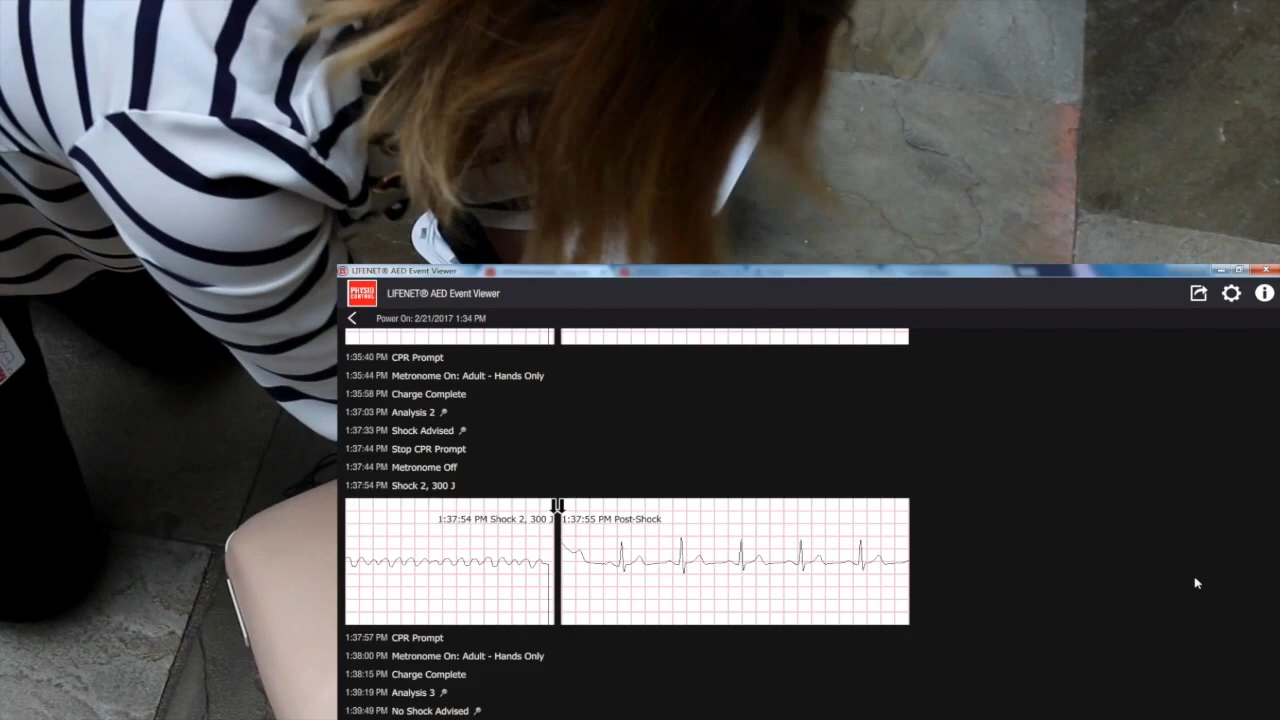 LIFENET® AED Event Viewer
PHYSIO
CONTROL
LIFENET® AED Event Viewer
Power On: 2/21/2017 1:34 PM
1:35:40 PM CPR Prompt
1:35:44 PM Metronome On: Adult - Hands Only
1:35:58 PM Charge Complete
1:37:03 PM Analysis 2
1:37:33 PM Shock Advised
1:37:44 PM Stop CPR Prompt
1:37:44 PM Metronome Off
1:37:54 PM Shock 2, 300 J
1:37:54 PM Shock 2, 300 J
1:37:55 PM Post-Shock
1:37:57 PM CPR Prompt
1:38:00 PM Metronome On: Adult - Hands Only
1:38:15 PM Charge Complete
1:39:19 PM Analysis 3
1:39:49 PM No Shock Advised